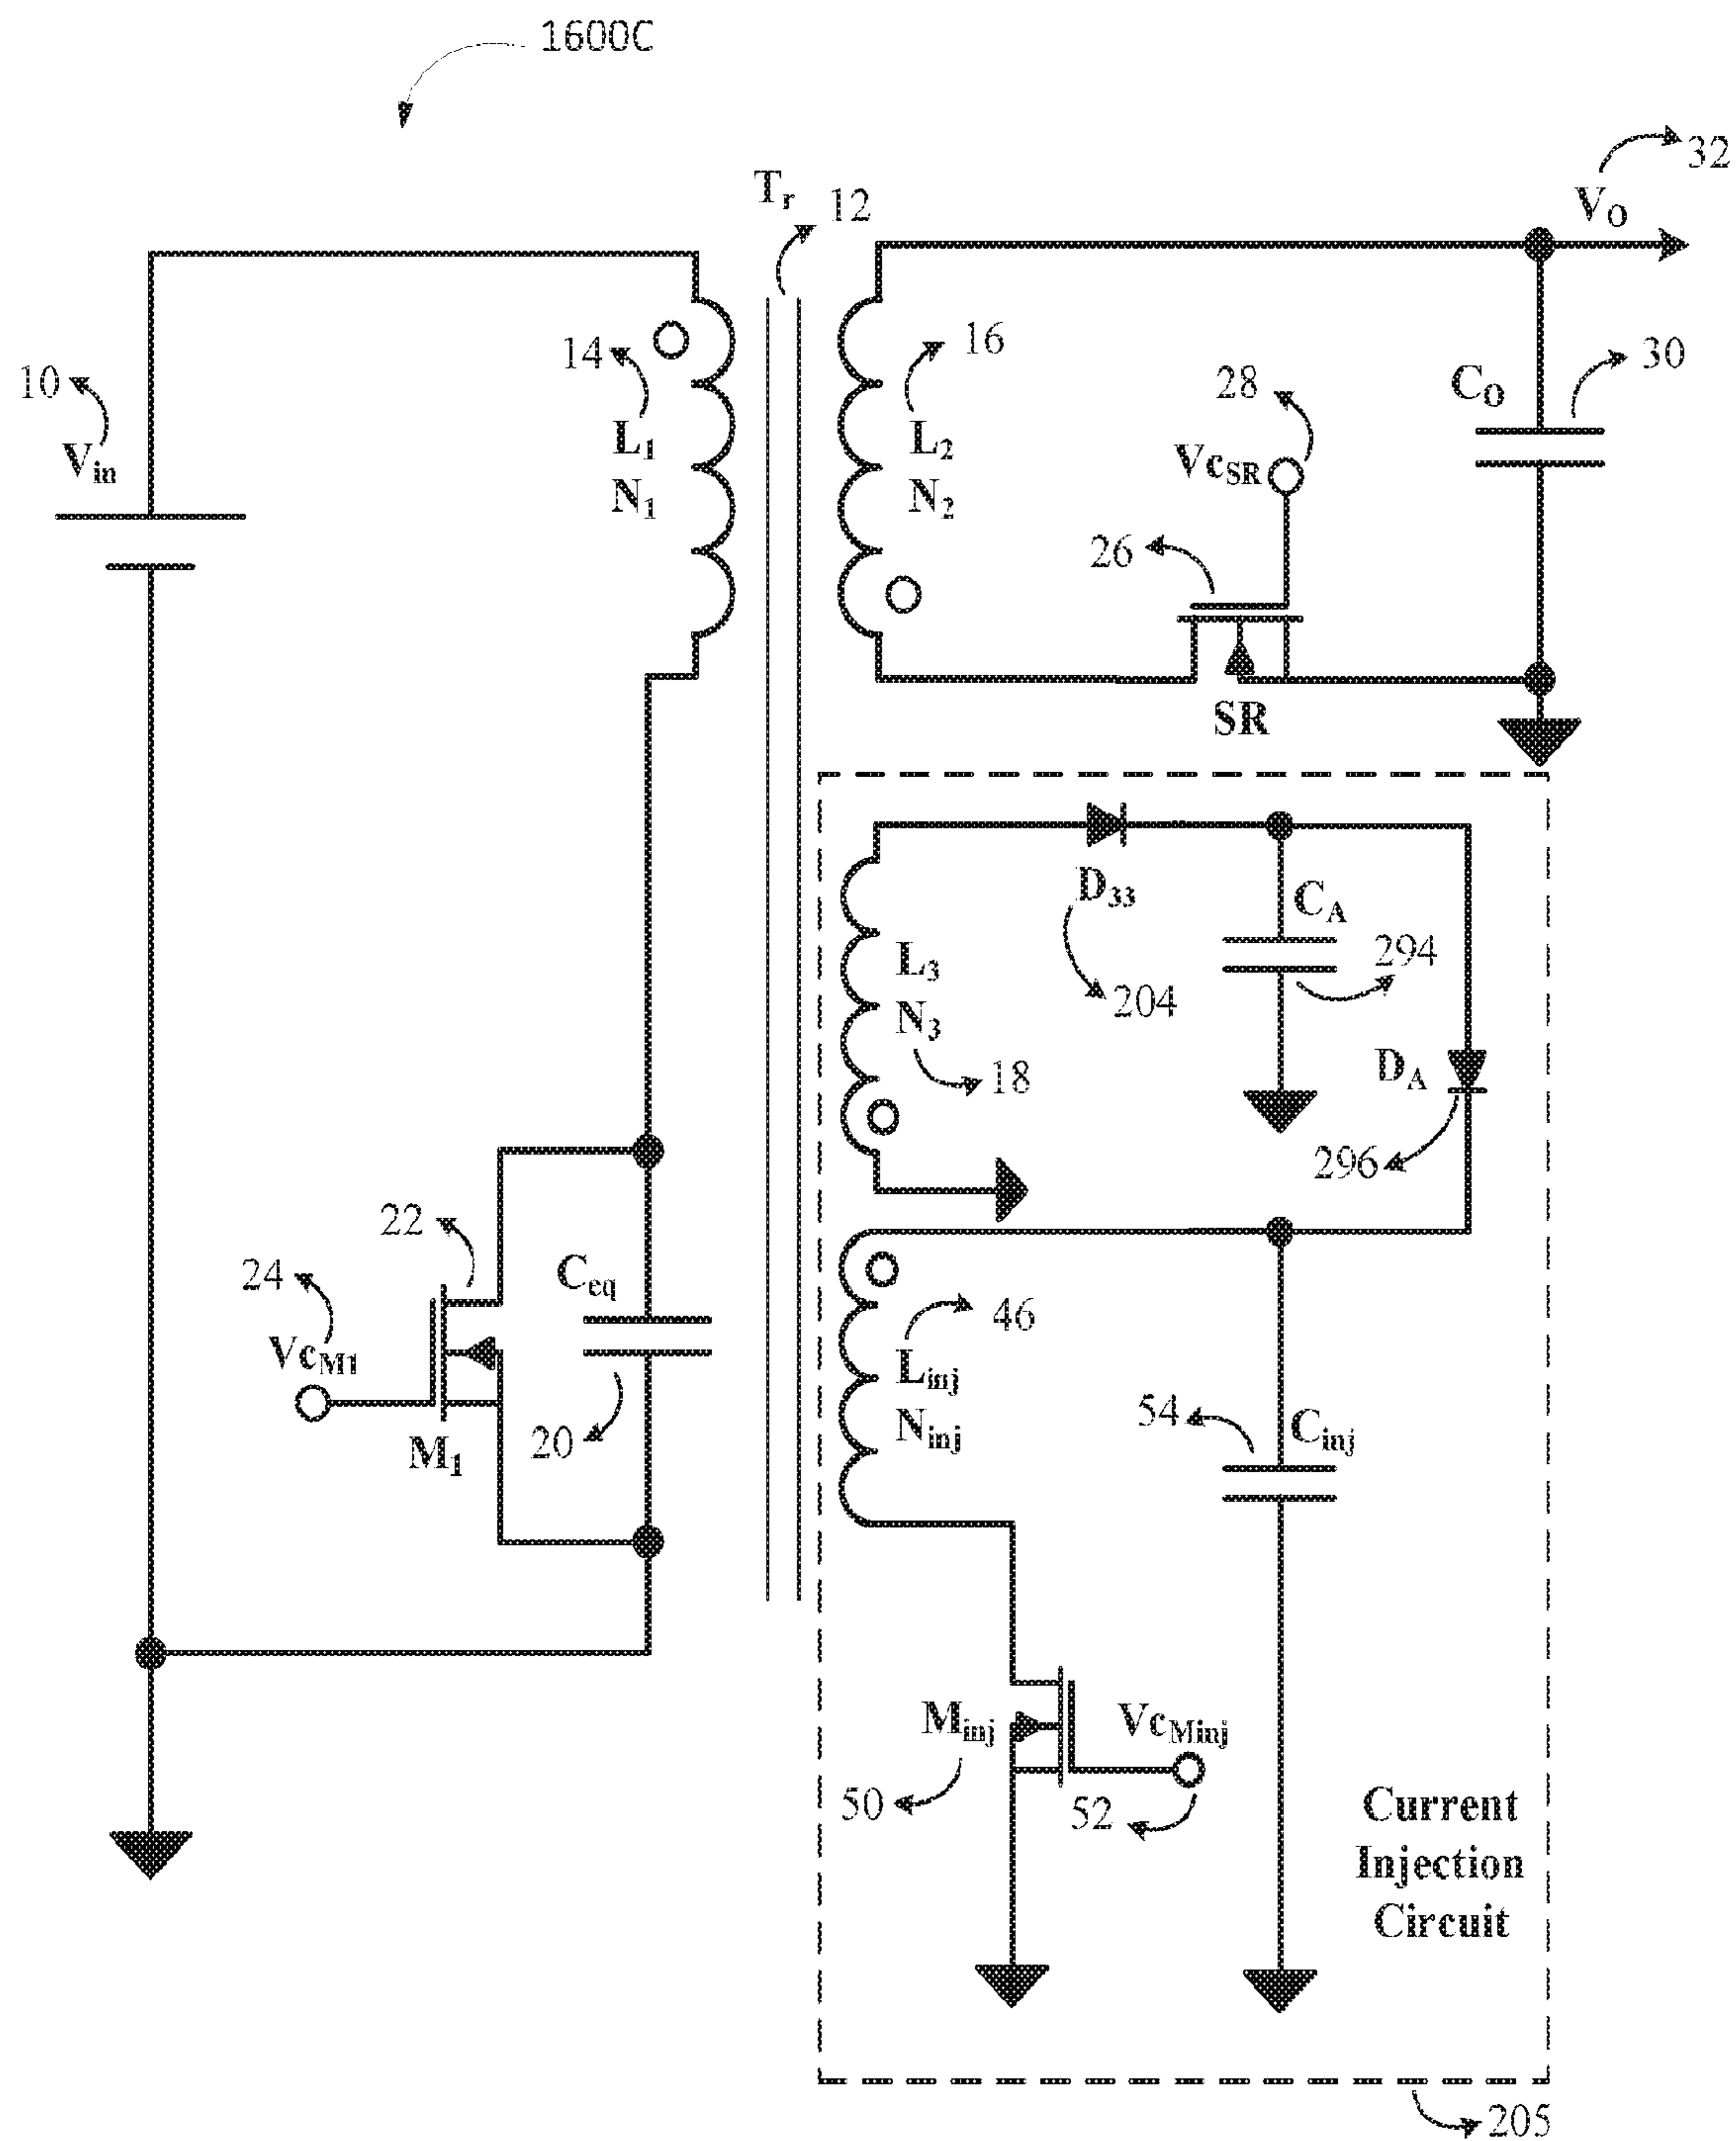 1600C
32
Tr
12
VO
10
Vin
14
L1
N1
16
L2
N2
28
VcSR
CO
30
26
SR
D33
204
CA
294
L3
N3
18
DA
296
22
24
VcM1
M1
Ceq
20
46
Linj
Ninj
54
Cinj
Minj
50
VcMinj
52
Current
Injection
Circuit
205